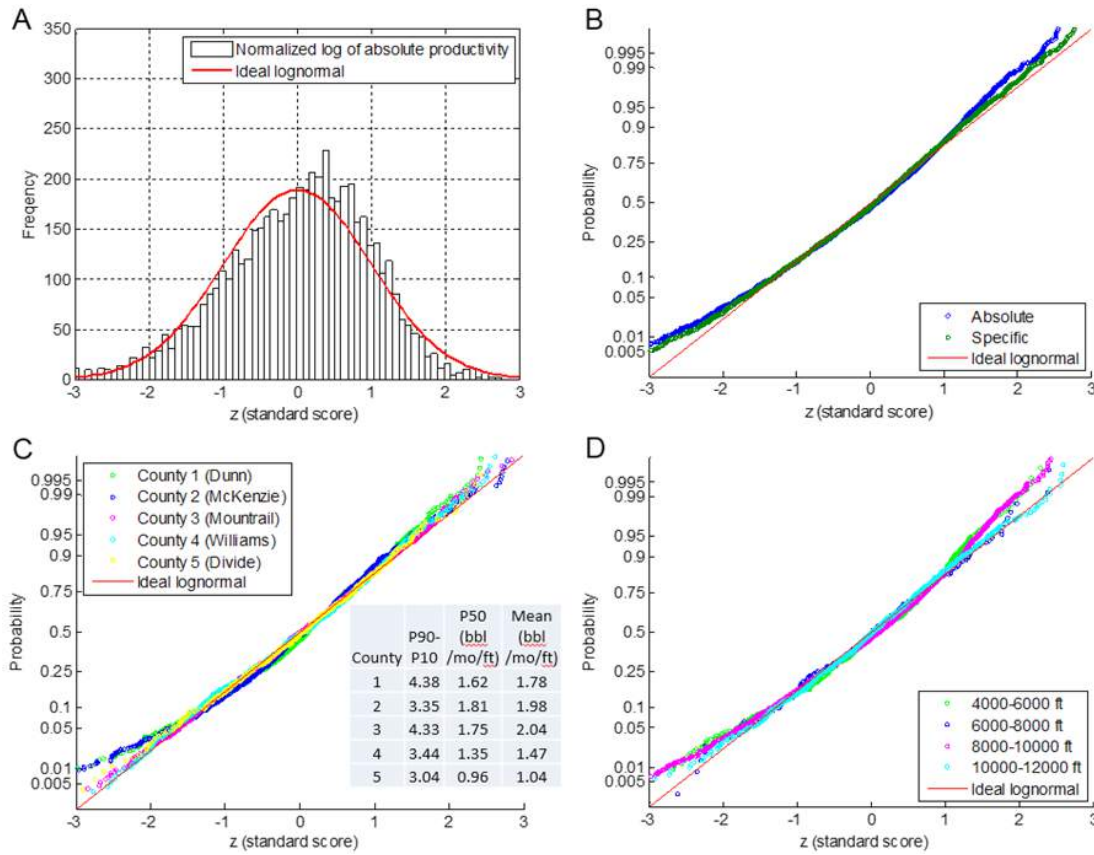 A
350
300
250
200
150
100
50
0
Freqency
Normalized log of absolute productivity
Ideal lognormal
-3 -2 -1 0 1 2 3
z (standard score)
B
0.995
0.99
0.95
0.9
0.75
0.5
0.25
0.1
0.05
0.01
0.005
Probability
Absolute
Specific
Ideal lognormal
-3 -2 -1 0 1 2 3
z (standard score)
C
0.995
0.99
0.95
0.9
0.75
0.5
0.25
0.1
0.05
0.01
0.005
Probability
County 1 (Dunn)
County 2 (McKenzie)
County 3 (Mountrail)
County 4 (Williams)
County 5 (Divide)
Ideal lognormal
County P90-P10 P50 (bbl/mo/ft) Mean (bbl/mo/ft)
1 4.38 1.62 1.78
2 3.35 1.81 1.98
3 4.33 1.75 2.04
4 3.44 1.35 1.47
5 3.04 0.96 1.04
-3 -2 -1 0 1 2 3
z (standard score)
D
0.995
0.99
0.95
0.9
0.75
0.5
0.25
0.1
0.05
0.01
0.005
Probability
4000-6000 ft
6000-8000 ft
8000-10000 ft
10000-12000 ft
Ideal lognormal
-3 -2 -1 0 1 2 3
z (standard score)